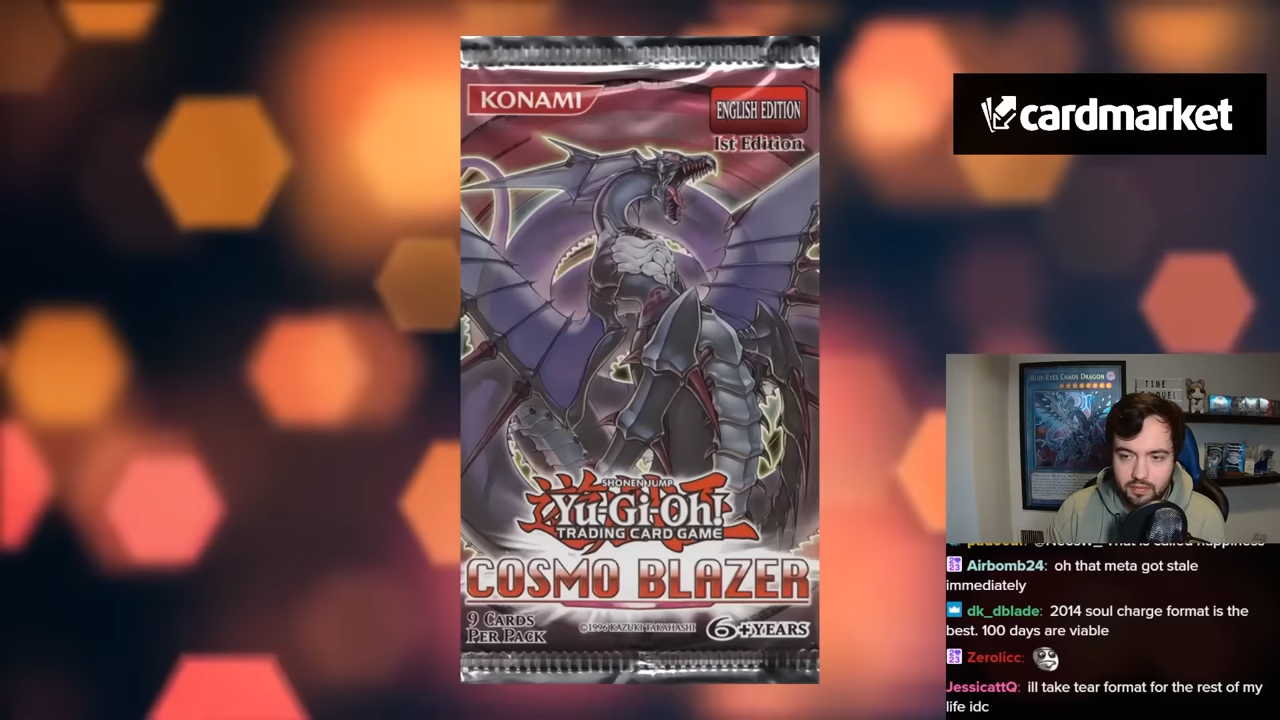 KONAMI
ENGLISH EDITION
1st Edition
SHONEN JUMP
Yu-Gi-Oh!
TRADING CARD GAME
COSMO BLAZER
9 CARDS
PER PACK
©1996 KAZUKI TAKAHASHI
6+YEARS
cardmarket
BLUE-EYES CHAOS DRAGON
TIME
Airbomb24: oh that meta got stale
immediately
dk_dblade: 2014 soul charge format is the
best. 100 days are viable
Zerolicc:
JessicattQ: ill take tear format for the rest of my
life idc